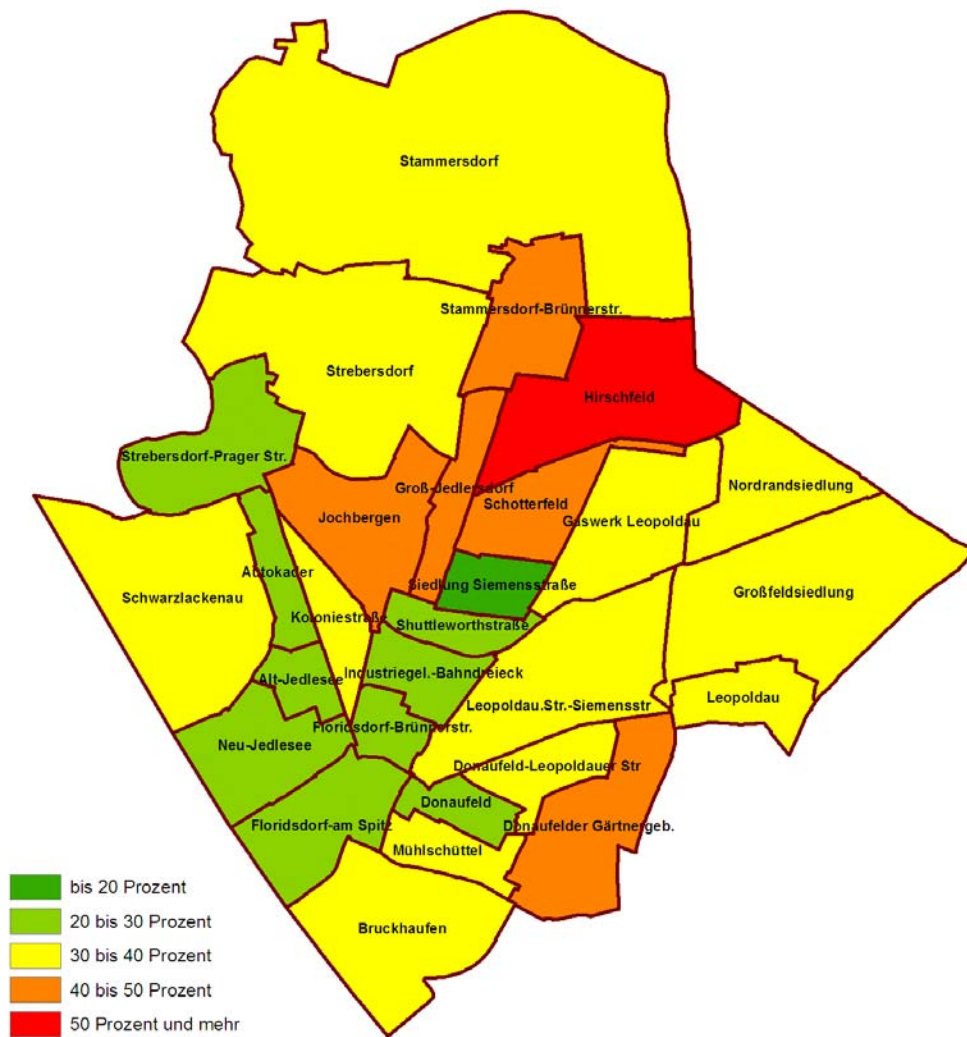 Stammersdorf
Stammersdorf-Brünnerstr.
Strebersdorf
Hirschfeld
Strebersdorf-Prager Str.
Groß-Jedlersdorf
Nordrandsiedlung
Schotterfeld
Jochbergen
Gaswerk Leopoldau
Autokader
Siedlung Siemensstraße
Großfeldsiedlung
Schwarzlackenau
Koloniestraße
Shuttleworthstraße
Industriegel.-Bahndreieck
Alt-Jedlesee
Leopoldau
Leopoldau.Str.-Siemensstr
Floridsdorf-Brünnerstr.
Neu-Jedlesee
Donaufeld-Leopoldauer Str
Donaufeld
Floridsdorf-am Spitz
Donaufelder Gärtnergeb.
Mühlschüttel
Bruckhaufen
bis 20 Prozent
20 bis 30 Prozent
30 bis 40 Prozent
40 bis 50 Prozent
50 Prozent und mehr